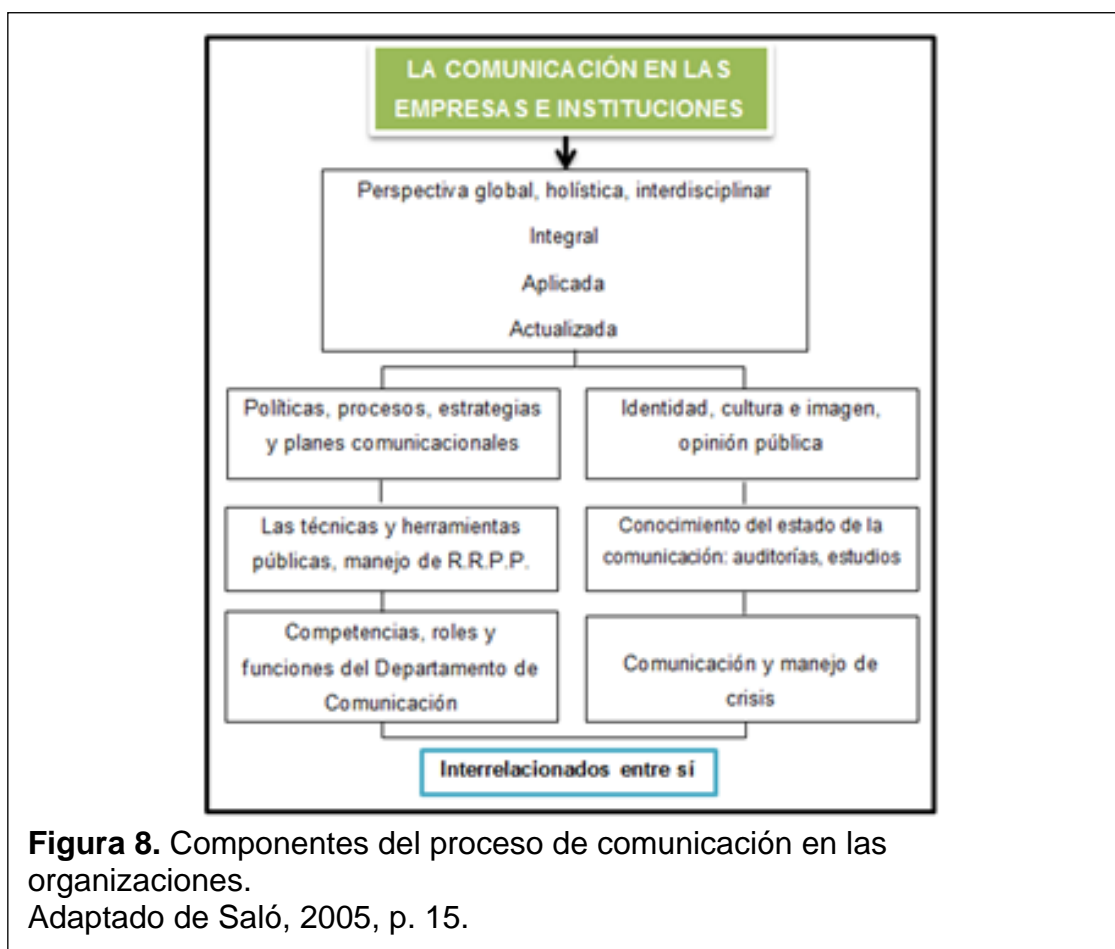 LA COMUNICACIÓN EN LAS
EMPRESAS E INSTITUCIONES
Perspectiva global, holística, interdisciplinar
Integral
Aplicada
Actualizada
Políticas, procesos, estrategias
y planes comunicacionales
Identidad, cultura e imagen,
opinión pública
Las técnicas y herramientas
públicas, manejo de R.R.P.P.
Conocimiento del estado de la
comunicación: auditorías, estudios
Competencias, roles y
funciones del Departamento de
Comunicación
Comunicación y manejo de
crisis
Interrelacionados entre sí
Figura 8. Componentes del proceso de comunicación en las
organizaciones.
Adaptado de Saló, 2005, p. 15.